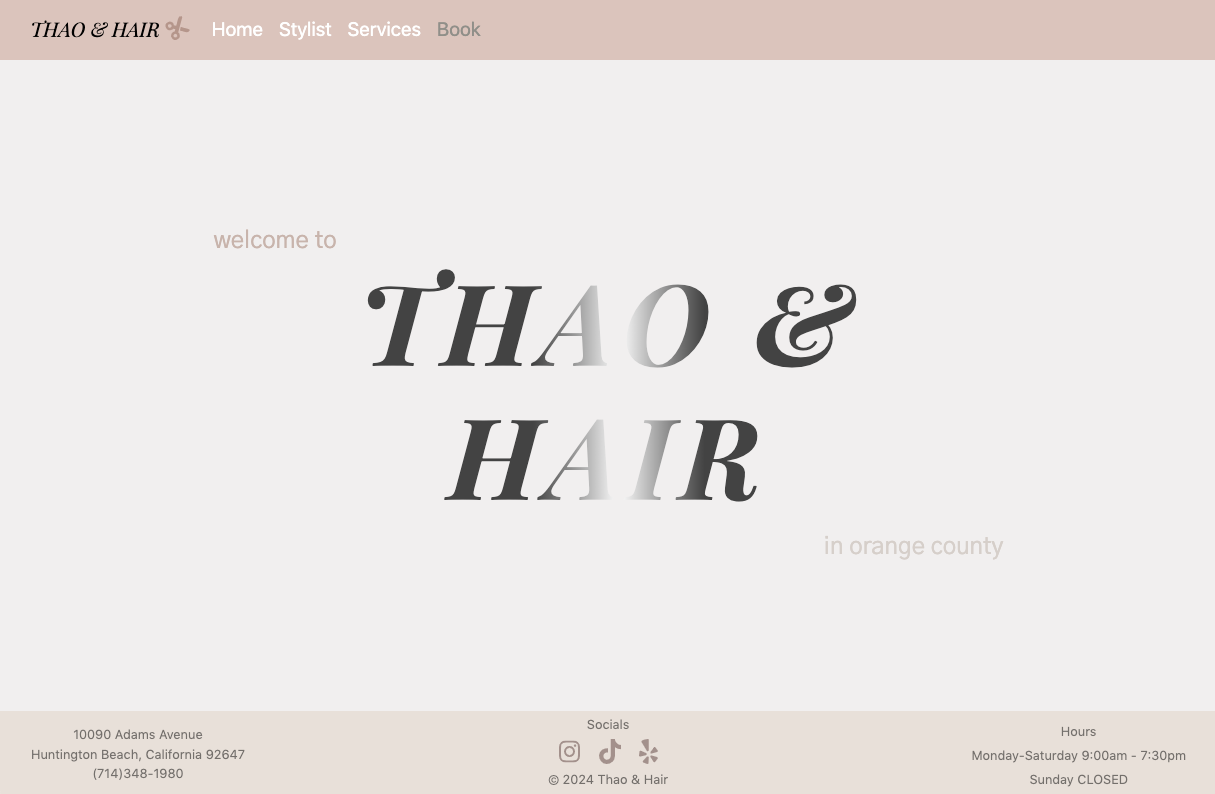 THAO & HAIR
Home Stylist Services Book
welcome to
THAO &
HAIR
in orange county
10090 Adams Avenue
Huntington Beach, California 92647
(714)348-1980
Socials
© 2024 Thao & Hair
Hours
Monday-Saturday 9:00am - 7:30pm
Sunday CLOSED